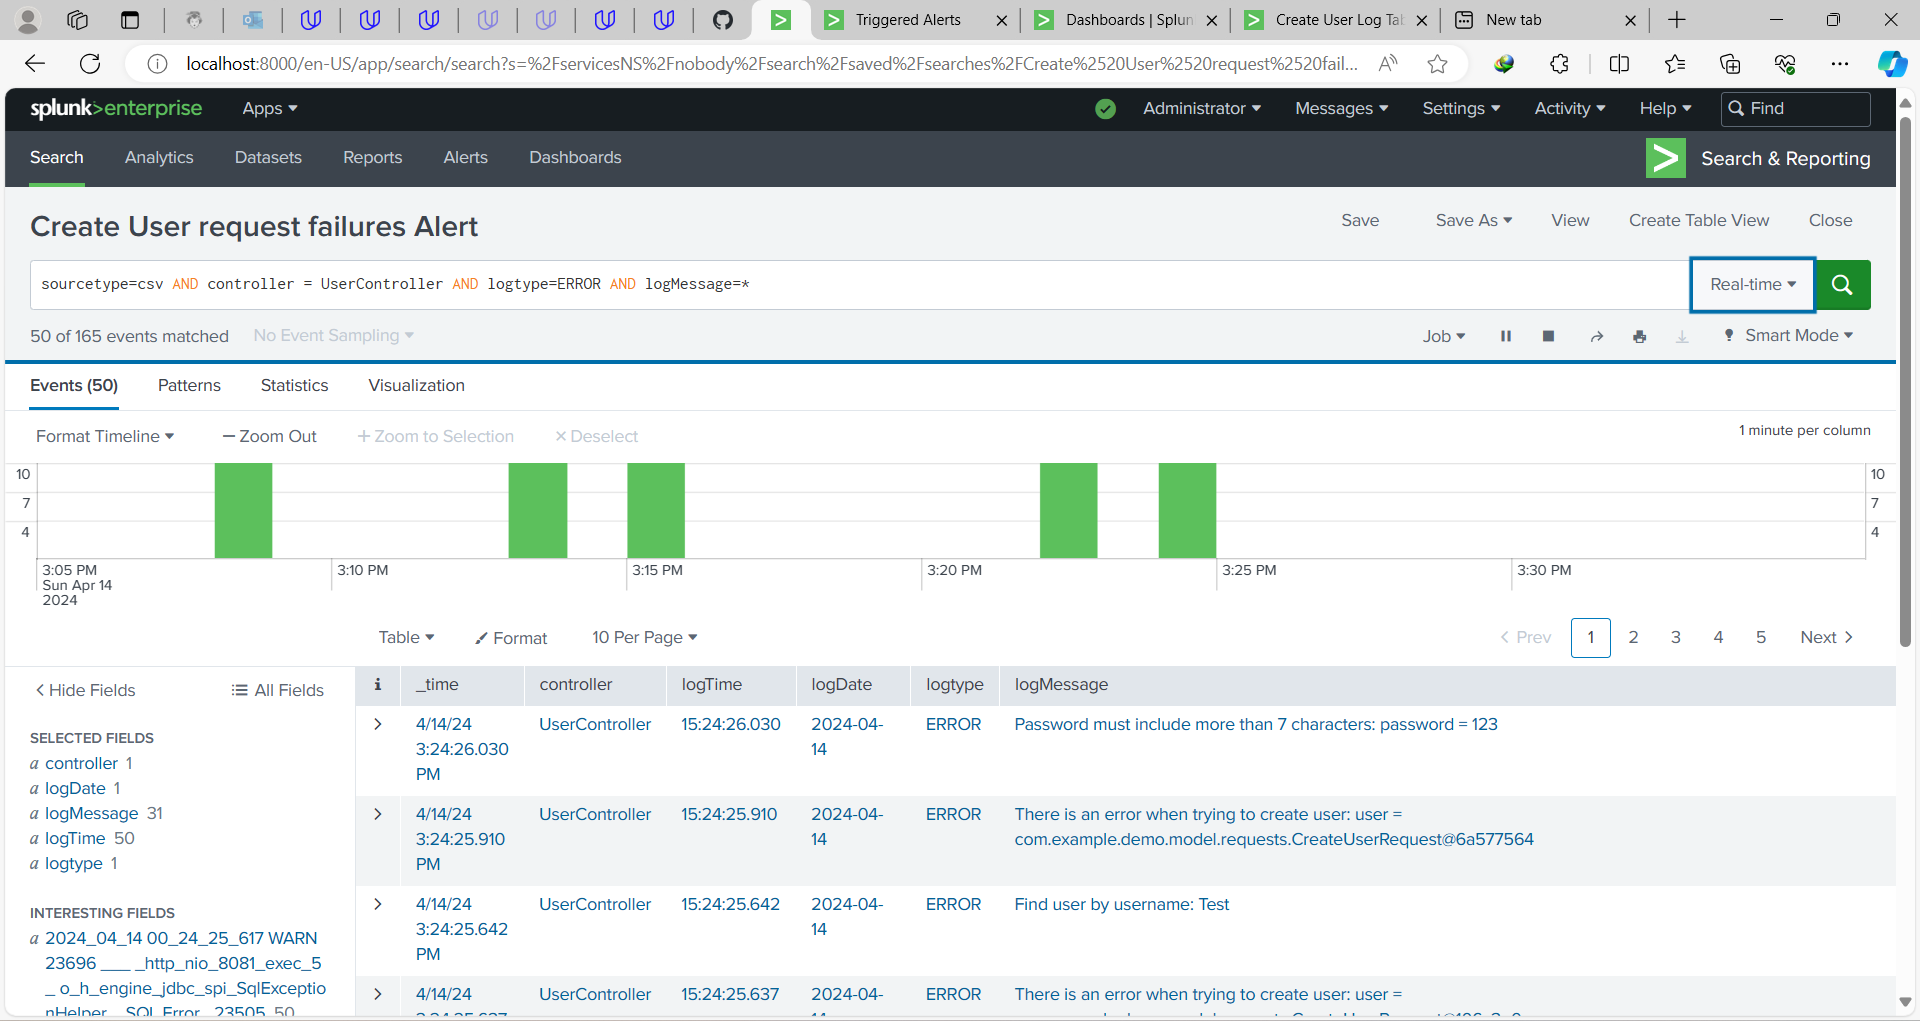 Triggered Alerts
Dashboards | Splun
Create User Log Tab
New tab
localhost:8000/en-US/app/search/search?s=%2FservicesNS%2Fnobody%2Fsearch%2Fsaved%2Fsearches%2FCreate%2520User%2520request%2520fail...
splunk>enterprise
Apps
Administrator
Messages
Settings
Activity
Help
Find
Search
Analytics
Datasets
Reports
Alerts
Dashboards
Search & Reporting
Create User request failures Alert
Save
Save As
View
Create Table View
Close
sourcetype=csv AND controller = UserController AND logtype=ERROR AND logMessage=*
Real-time
50 of 165 events matched
No Event Sampling
Job
Smart Mode
Events (50)
Patterns
Statistics
Visualization
Format Timeline
— Zoom Out
+ Zoom to Selection
× Deselect
1 minute per column
10
7
4
10
7
4
3:05 PM
Sun Apr 14
2024
3:10 PM
3:15 PM
3:20 PM
3:25 PM
3:30 PM
Table
Format
10 Per Page
< Prev
1
2
3
4
5
Next >
< Hide Fields
All Fields
SELECTED FIELDS
a controller 1
a logDate 1
a logMessage 31
a logTime 50
a logtype 1
INTERESTING FIELDS
a 2024_04_14 00_24_25_617 WARN
23696 ___ _http_nio_8081_exec_5
_ o_h_engine_jdbc_spi_SqlExceptio
nHelper__SQL Error_ 23505 50
i _time controller logTime logDate logtype logMessage
> 4/14/24 UserController 15:24:26.030 2024-04- ERROR Password must include more than 7 characters: password = 123
3:24:26.030 14
PM
> 4/14/24 UserController 15:24:25.910 2024-04- ERROR There is an error when trying to create user: user =
3:24:25.910 14 com.example.demo.model.requests.CreateUserRequest@6a577564
PM
> 4/14/24 UserController 15:24:25.642 2024-04- ERROR Find user by username: Test
3:24:25.642 14
PM
> 4/14/24 UserController 15:24:25.637 2024-04- ERROR There is an error when trying to create user: user =
3:24:25.637 14